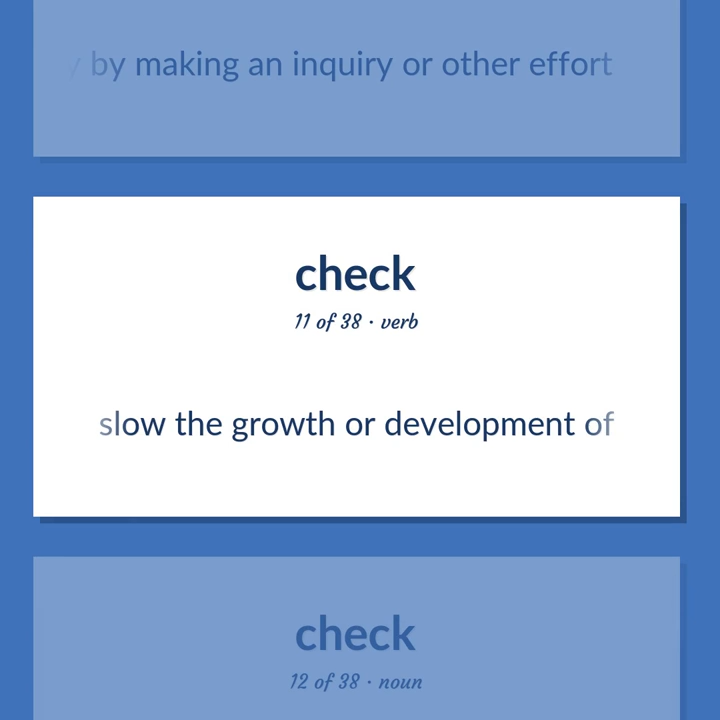 by making an inquiry or other effort
check
11 of 38 · verb
slow the growth or development of
check
12 of 38 · noun